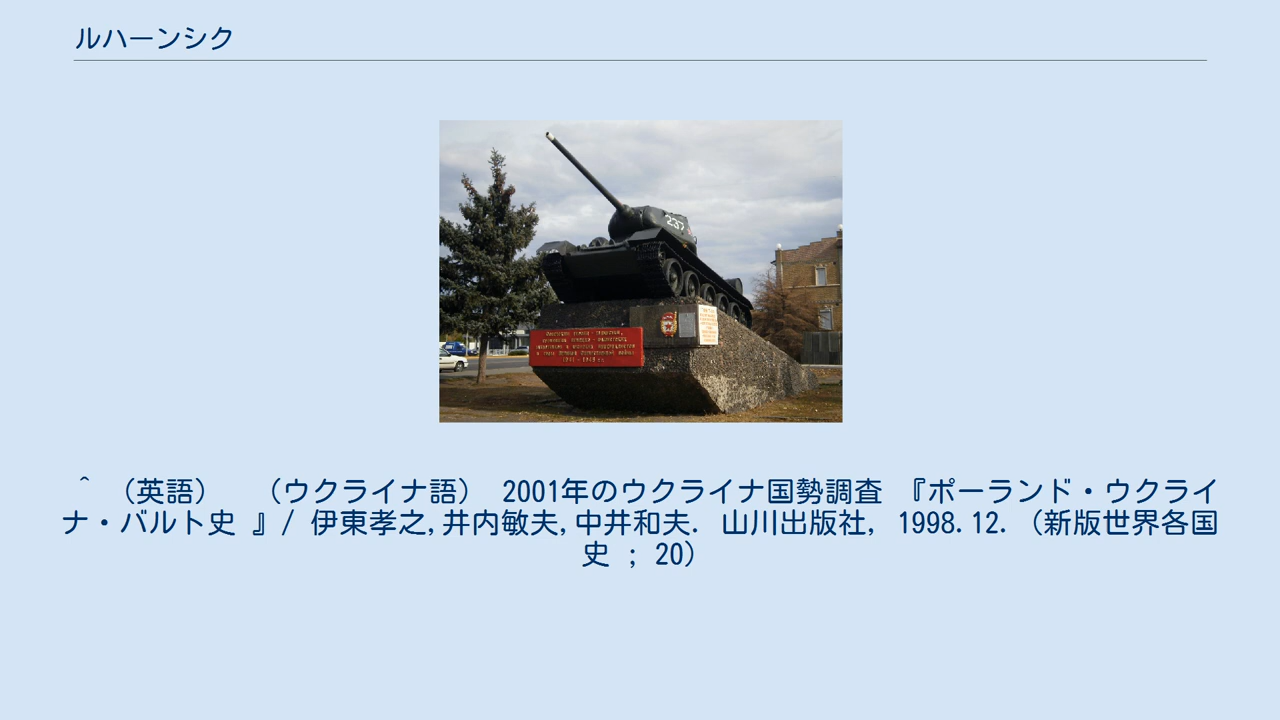 ルハーンシク
237
1941 - 1945 г.г.
^ （英語）　（ウクライナ語） 2001年のウクライナ国勢調査 『ポーランド・ウクライ
ナ・バルト史 』/ 伊東孝之,井内敏夫,中井和夫. 山川出版社, 1998.12. （新版世界各国
史 ; 20）